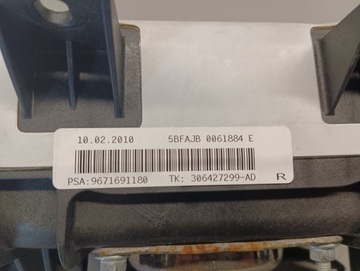 10.02.2010 5BFAJB 0061884 E
PSA:9671691180 TK: 306427299-AD R